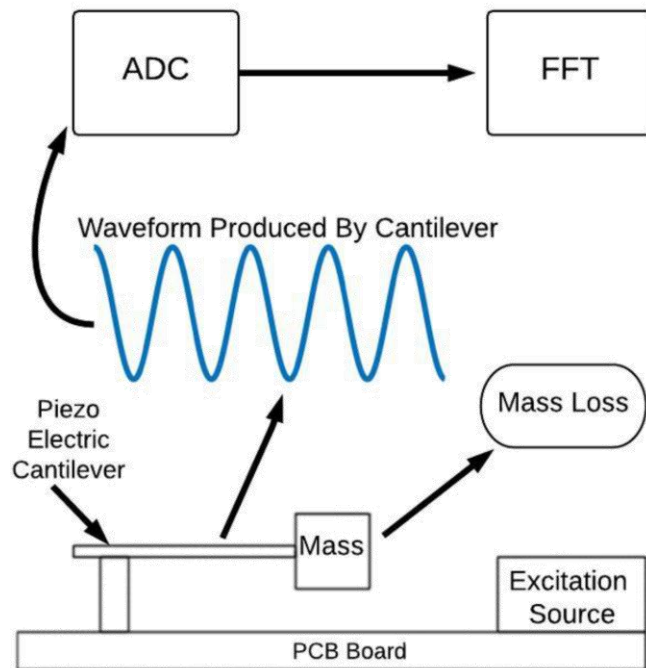 ADC
FFT
Waveform Produced By Cantilever
Piezo
Electric
Cantilever
Mass Loss
Mass
Excitation
Source
PCB Board